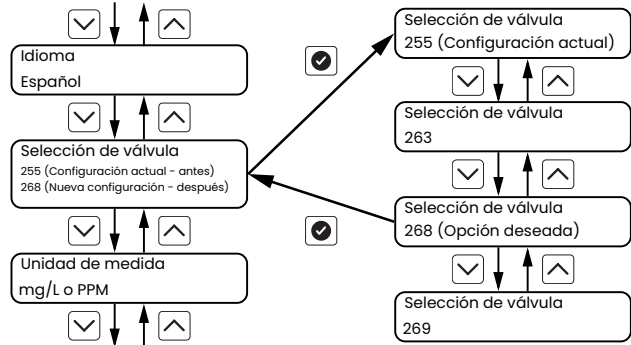 Idioma
Español
Selección de válvula
255 (Configuración actual - antes)
268 (Nueva configuración - después)
Unidad de medida
mg/L o PPM
Selección de válvula
255 (Configuración actual)
Selección de válvula
263
Selección de válvula
268 (Opción deseada)
Selección de válvula
269